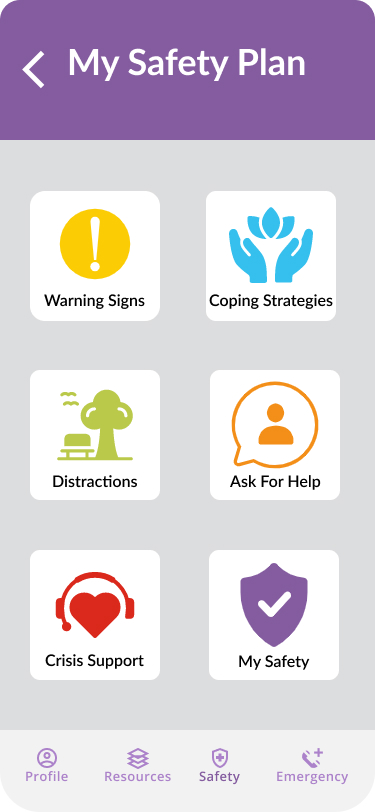 My Safety Plan
Warning Signs
Coping Strategies
Distractions
Ask For Help
Crisis Support
My Safety
Profile
Resources
Safety
Emergency